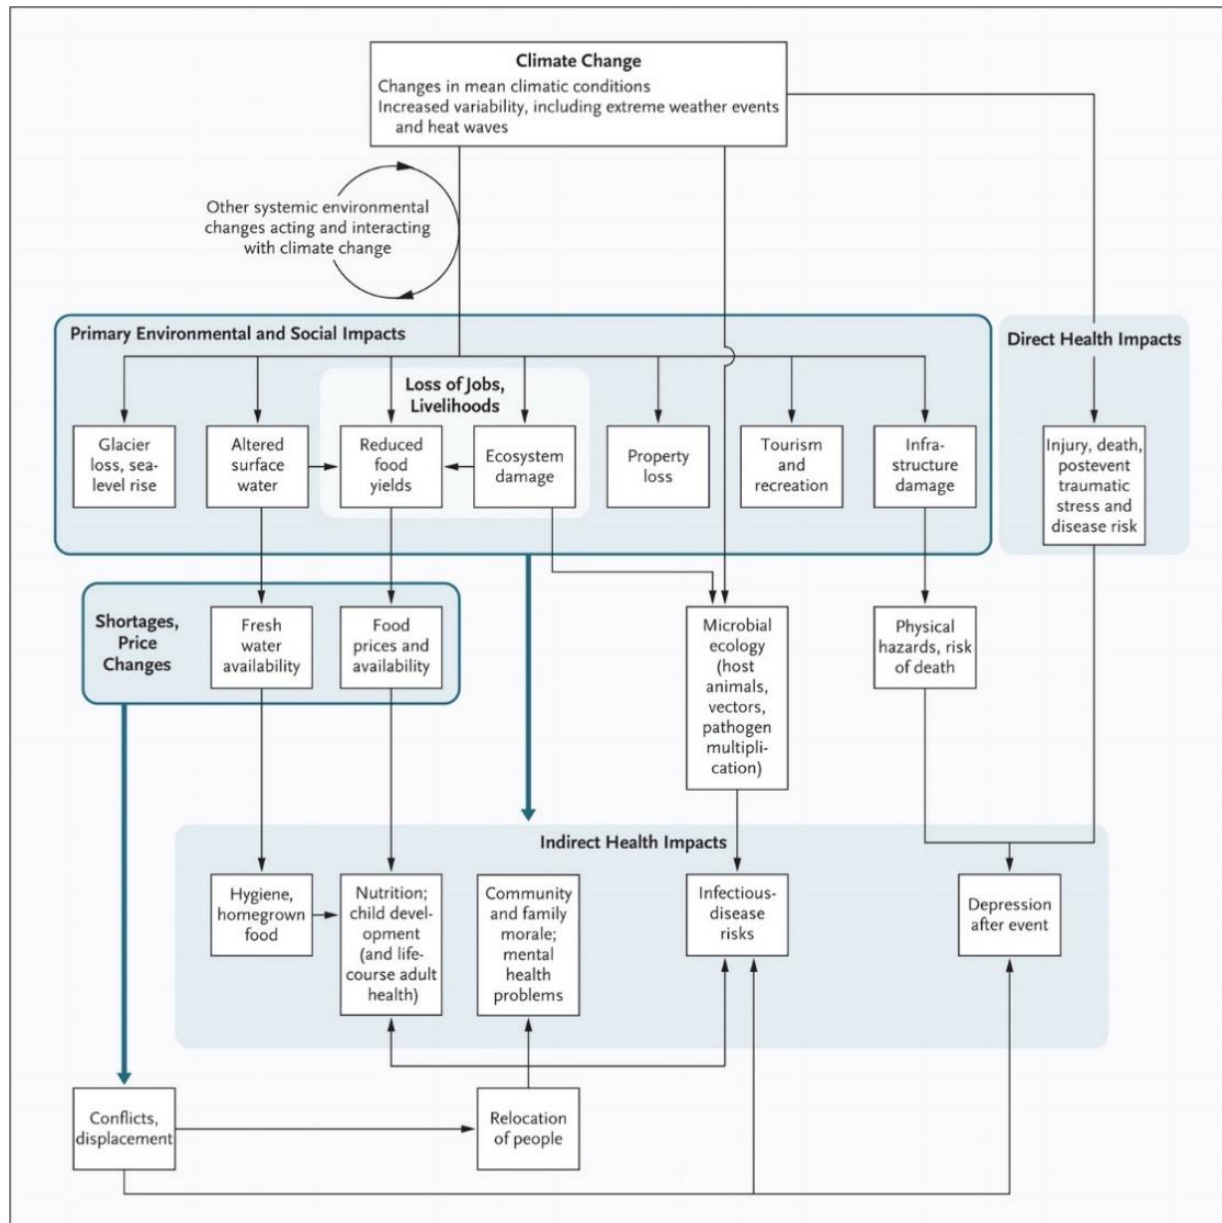 Climate Change
Changes in mean climatic conditions
Increased variability, including extreme weather events
and heat waves
Other systemic environmental
changes acting and interacting
with climate change
Primary Environmental and Social Impacts
Direct Health Impacts
Loss of Jobs,
Livelihoods
Glacier
loss, sea-
level rise
Altered
surface
water
Reduced
food
yields
Ecosystem
damage
Property
loss
Tourism
and
recreation
Infra-
structure
damage
Injury, death,
postevent
traumatic
stress and
disease risk
Shortages,
Price
Changes
Fresh
water
availability
Food
prices and
availability
Microbial
ecology
(host
animals,
vectors,
pathogen
multipli-
cation)
Physical
hazards, risk
of death
Indirect Health Impacts
Hygiene,
homegrown
food
Nutrition;
child devel-
opment
(and life-
course adult
health)
Community
and family
morale;
mental
health
problems
Infectious-
disease
risks
Depression
after event
Conflicts,
displacement
Relocation
of people